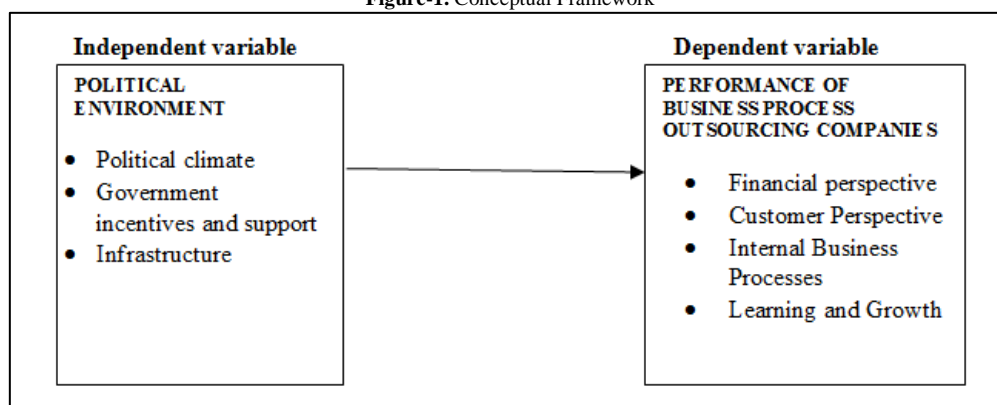 Figure-1. Conceptual Framework
Independent variable
POLITICAL
ENVIRONMENT
• Political climate
• Government
incentives and support
• Infrastructure
Dependent variable
PERFORMANCE OF
BUSINESS PROCESS
OUTSOURCING COMPANIES
• Financial perspective
• Customer Perspective
• Internal Business
Processes
• Learning and Growth